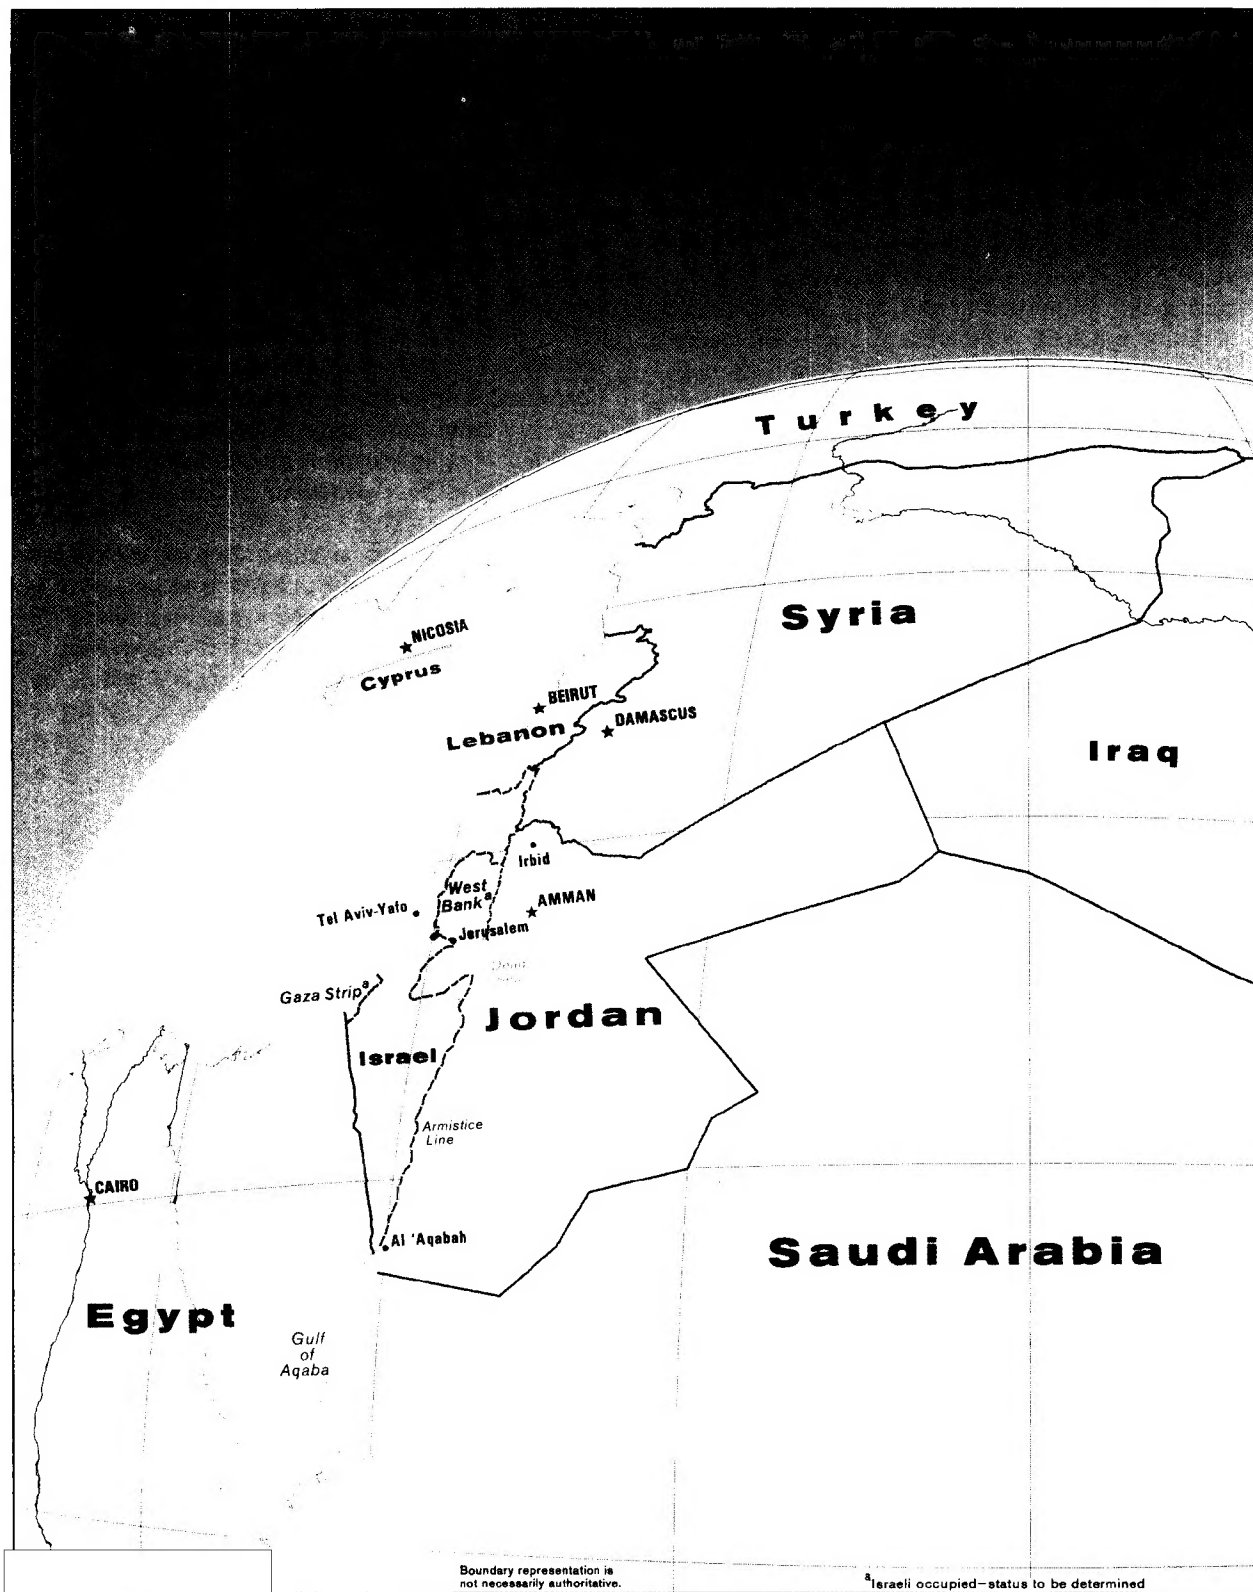 Turkey
Syria
NICOSIA
Cyprus
BEIRUT
Lebanon
DAMASCUS
Iraq
Irbid
West
Bank a
AMMAN
Tel Aviv-Yafo
Jerusalem
Dead
Sea
Gaza Strip a
Jordan
Israel
Armistice
Line
CAIRO
Al 'Aqabah
Saudi Arabia
Egypt
Gulf
of
Aqaba
Boundary representation is
not necessarily authoritative.
a Israeli occupied—status to be determined